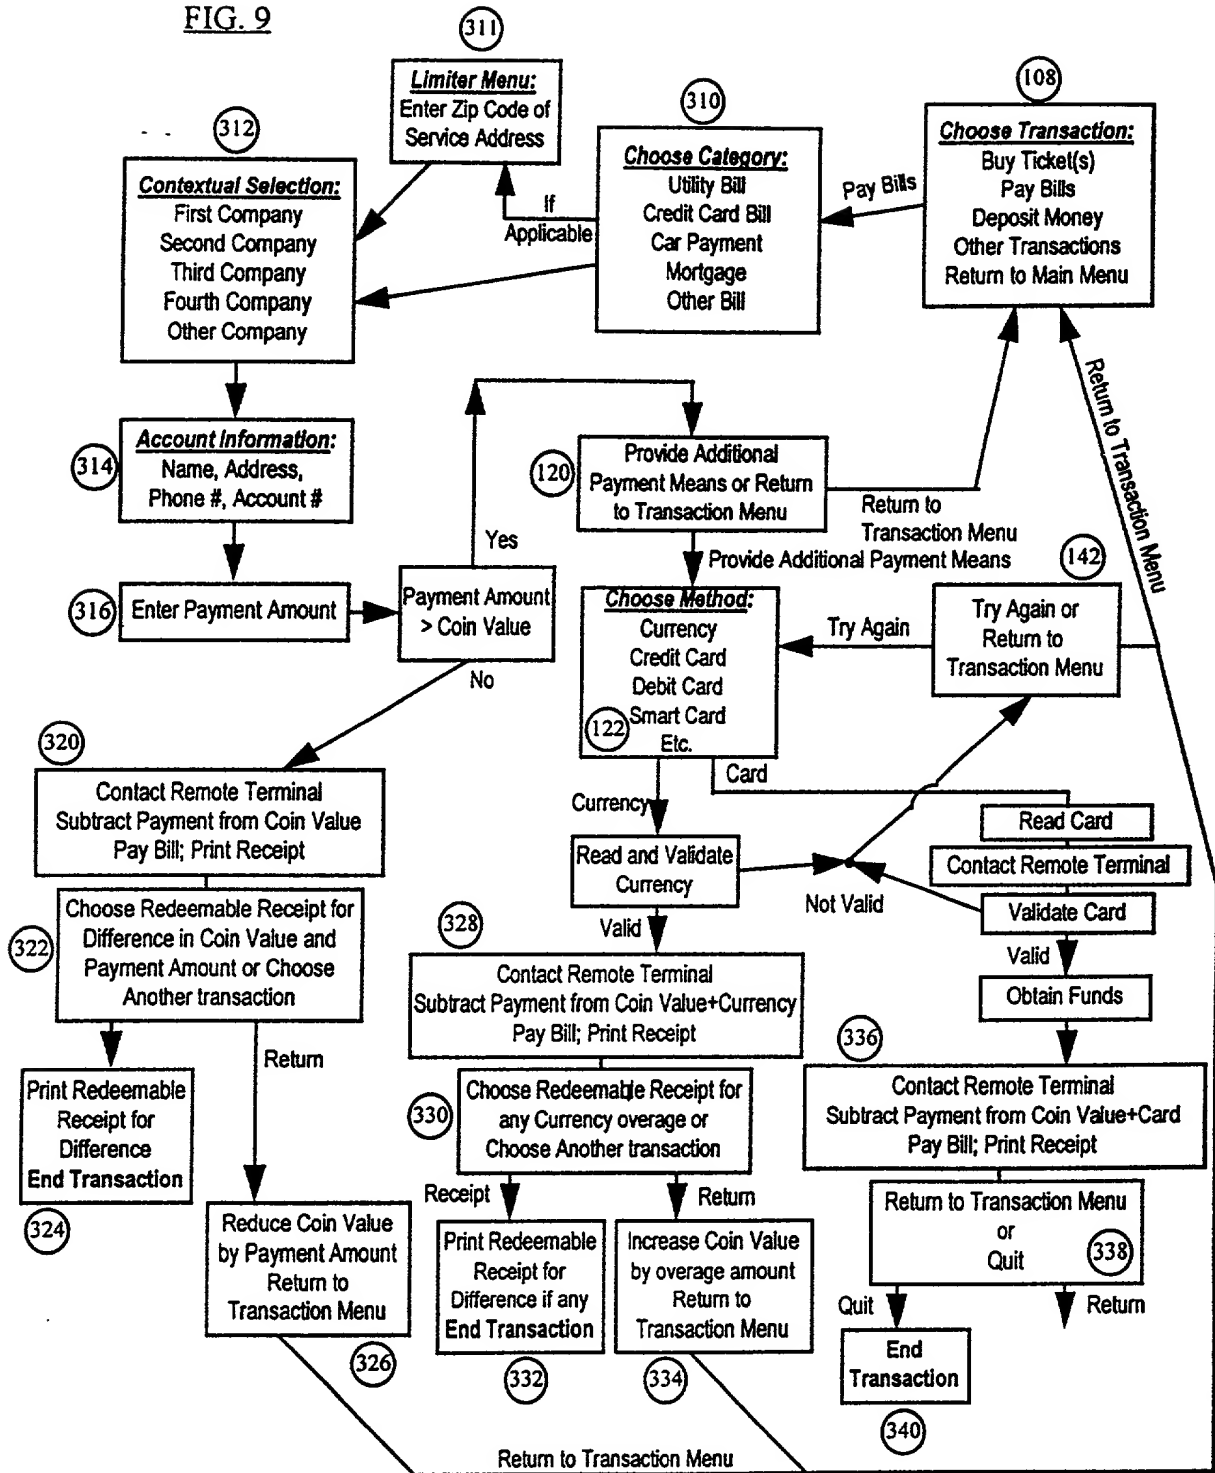 FIG. 9
311
Limiter Menu:
Enter Zip Code of
Service Address
312
Contextual Selection:
First Company
Second Company
Third Company
Fourth Company
Other Company
310
Choose Category:
Utility Bill
Credit Card Bill
Car Payment
Mortgage
Other Bill
If
Applicable
108
Choose Transaction:
Buy Ticket(s)
Pay Bills
Deposit Money
Other Transactions
Return to Main Menu
Pay Bills
Return to Transaction Menu
314
Account Information:
Name, Address,
Phone #, Account #
316
Enter Payment Amount
Payment Amount
> Coin Value
Yes
No
120
Provide Additional
Payment Means or Return
to Transaction Menu
Return to
Transaction Menu
Provide Additional Payment Means
122
Choose Method:
Currency
Credit Card
Debit Card
Smart Card
Etc.
142
Try Again or
Return to
Transaction Menu
Try Again
Currency
Card
Read and Validate
Currency
Not Valid
Valid
Read Card
Contact Remote Terminal
Validate Card
Valid
Obtain Funds
320
Contact Remote Terminal
Subtract Payment from Coin Value
Pay Bill; Print Receipt
322
Choose Redeemable Receipt for
Difference in Coin Value and
Payment Amount or Choose
Another transaction
Return
Print Redeemable
Receipt for
Difference
End Transaction
324
Reduce Coin Value
by Payment Amount
Return to
Transaction Menu
326
328
Contact Remote Terminal
Subtract Payment from Coin Value+Currency
Pay Bill; Print Receipt
330
Choose Redeemable Receipt for
any Currency overage or
Choose Another transaction
Receipt
Return
Print Redeemable
Receipt for
Difference if any
End Transaction
332
Increase Coin Value
by overage amount
Return to
Transaction Menu
334
336
Contact Remote Terminal
Subtract Payment from Coin Value+Card
Pay Bill; Print Receipt
Return to Transaction Menu
or
Quit
338
Quit
Return
End
Transaction
340
Return to Transaction Menu